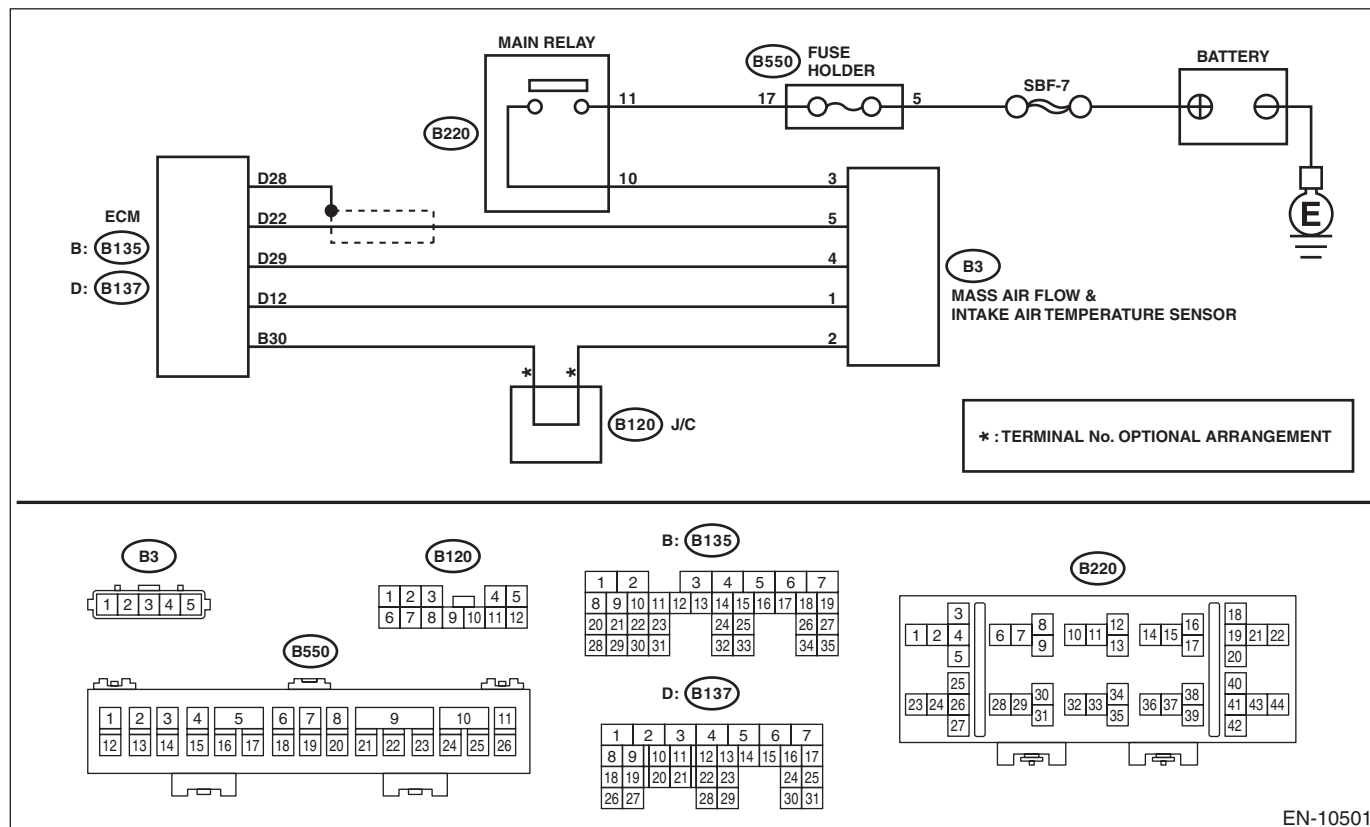 MAIN RELAY
B550
FUSE
HOLDER
BATTERY
SBF-7
11
17
5
B220
10
3
ECM
B: B135
D: B137
D28
D22
5
D29
4
D12
1
B30
2
B3
MASS AIR FLOW &
INTAKE AIR TEMPERATURE SENSOR
E
* *
B120 J/C
* : TERMINAL No. OPTIONAL ARRANGEMENT
B3
1 2 3 4 5
B120
1 2 3 4 5
6 7 8 9 10 11 12
B: B135
1 2 3 4 5 6 7
8 9 10 11 12 13 14 15 16 17 18 19
20 21 22 23 24 25 26 27
28 29 30 31 32 33 34 35
B220
3 8 12 16 18
1 2 4 6 7 9 10 11 13 14 15 17 19 21 22
5 20
25 30 34 38 40
23 24 26 28 29 31 32 33 35 36 37 39 41 43 44
27 42
B550
1 2 3 4 5 6 7 8 9 10 11
12 13 14 15 16 17 18 19 20 21 22 23 24 25 26
D: B137
1 2 3 4 5 6 7
8 9 10 11 12 13 14 15 16 17
18 19 20 21 22 23 24 25
26 27 28 29 30 31
EN-10501